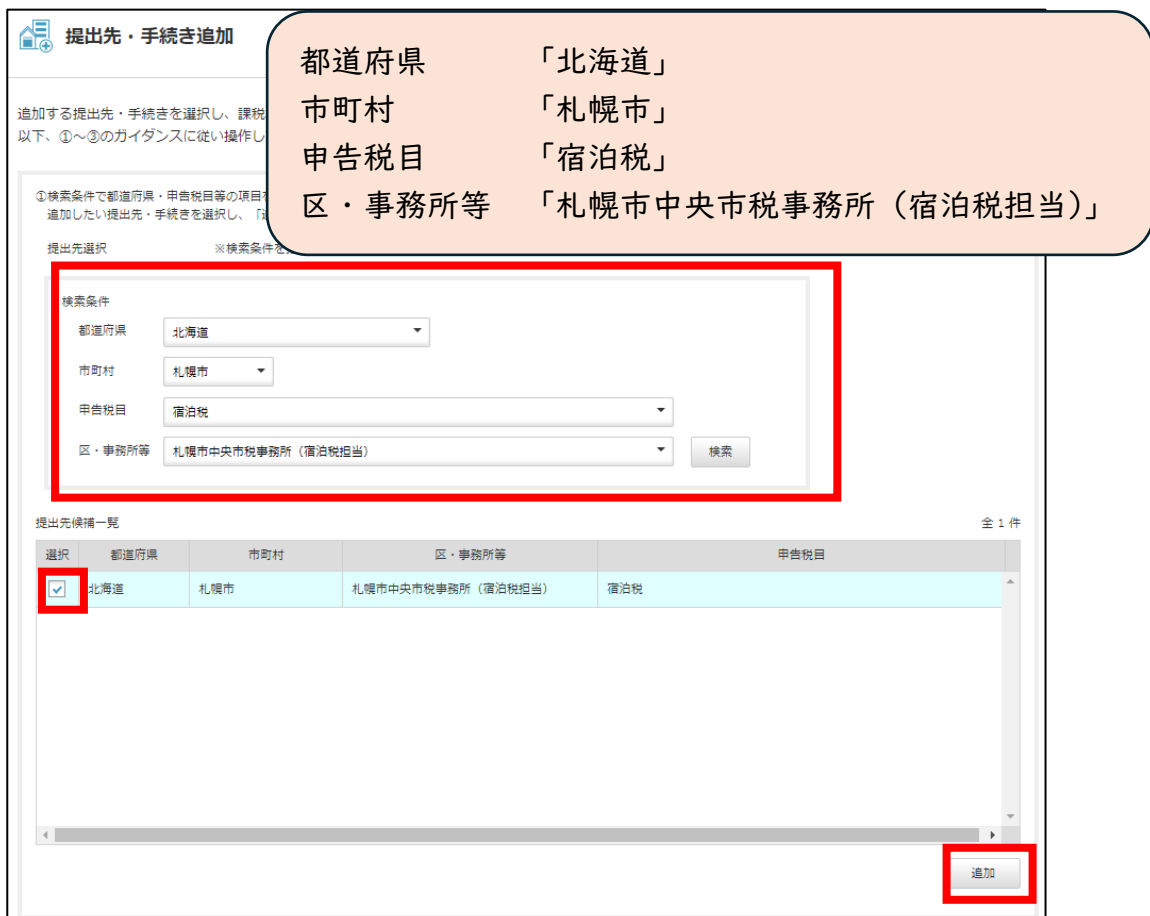 提出先・手続き追加
都道府県 「北海道」
市町村 「札幌市」
申告税目 「宿泊税」
区・事務所等 「札幌市中央市税事務所（宿泊税担当）」
追加する提出先・手続きを選択し、課税
以下、①～③のガイダンスに従い操作し
①検索条件で都道府県・申告税目等の項目
追加したい提出先・手続きを選択し、「
提出先選択 ※検索条件を
検索条件
都道府県 北海道
市町村 札幌市
申告税目 宿泊税
区・事務所等 札幌市中央市税事務所（宿泊税担当） 検索
提出先候補一覧 全 1 件
選択 都道府県 市町村 区・事務所等 申告税目
北海道 札幌市 札幌市中央市税事務所（宿泊税担当） 宿泊税
追加